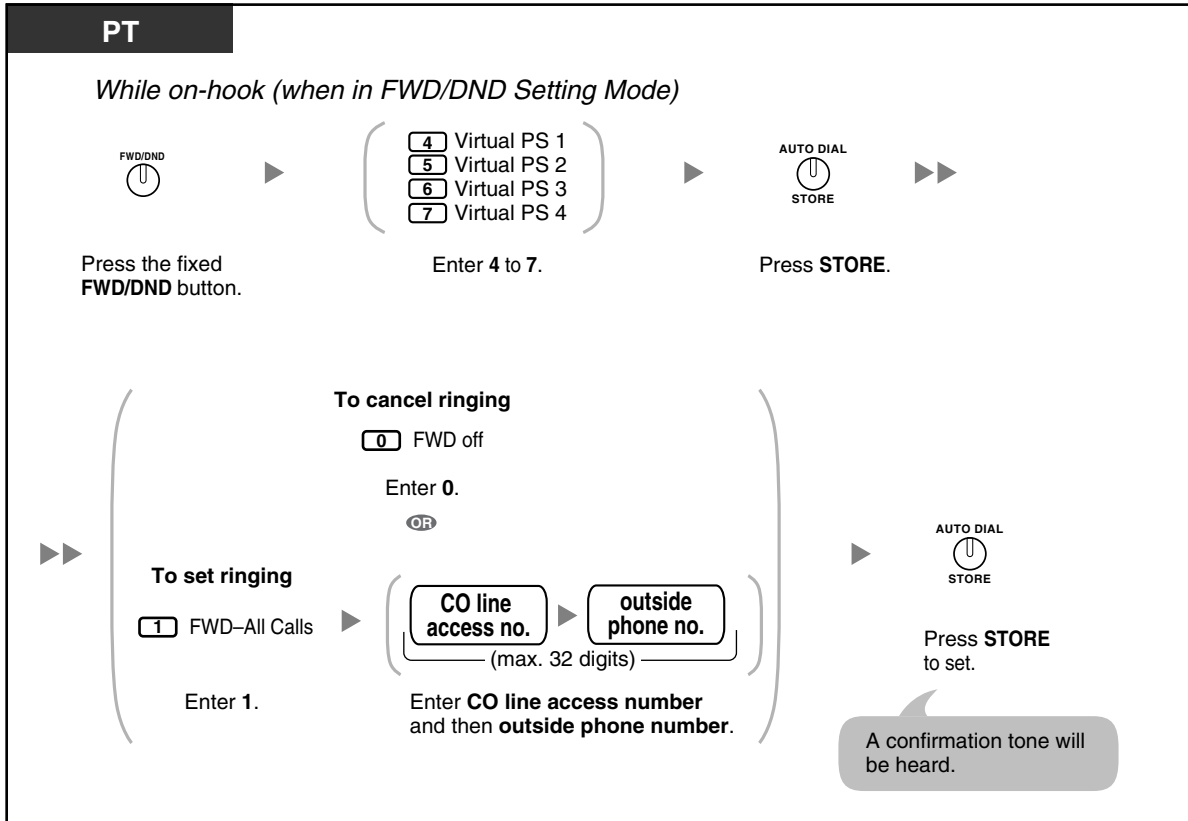 PT
While on-hook (when in FWD/DND Setting Mode)
FWD/DND
4 Virtual PS 1
5 Virtual PS 2
6 Virtual PS 3
7 Virtual PS 4
AUTO DIAL
STORE
Press the fixed
FWD/DND button.
Enter 4 to 7.
Press STORE.
To cancel ringing
0 FWD off
Enter 0.
OR
To set ringing
1 FWD–All Calls
Enter 1.
CO line
access no.
outside
phone no.
(max. 32 digits)
Enter CO line access number
and then outside phone number.
AUTO DIAL
STORE
Press STORE
to set.
A confirmation tone will
be heard.